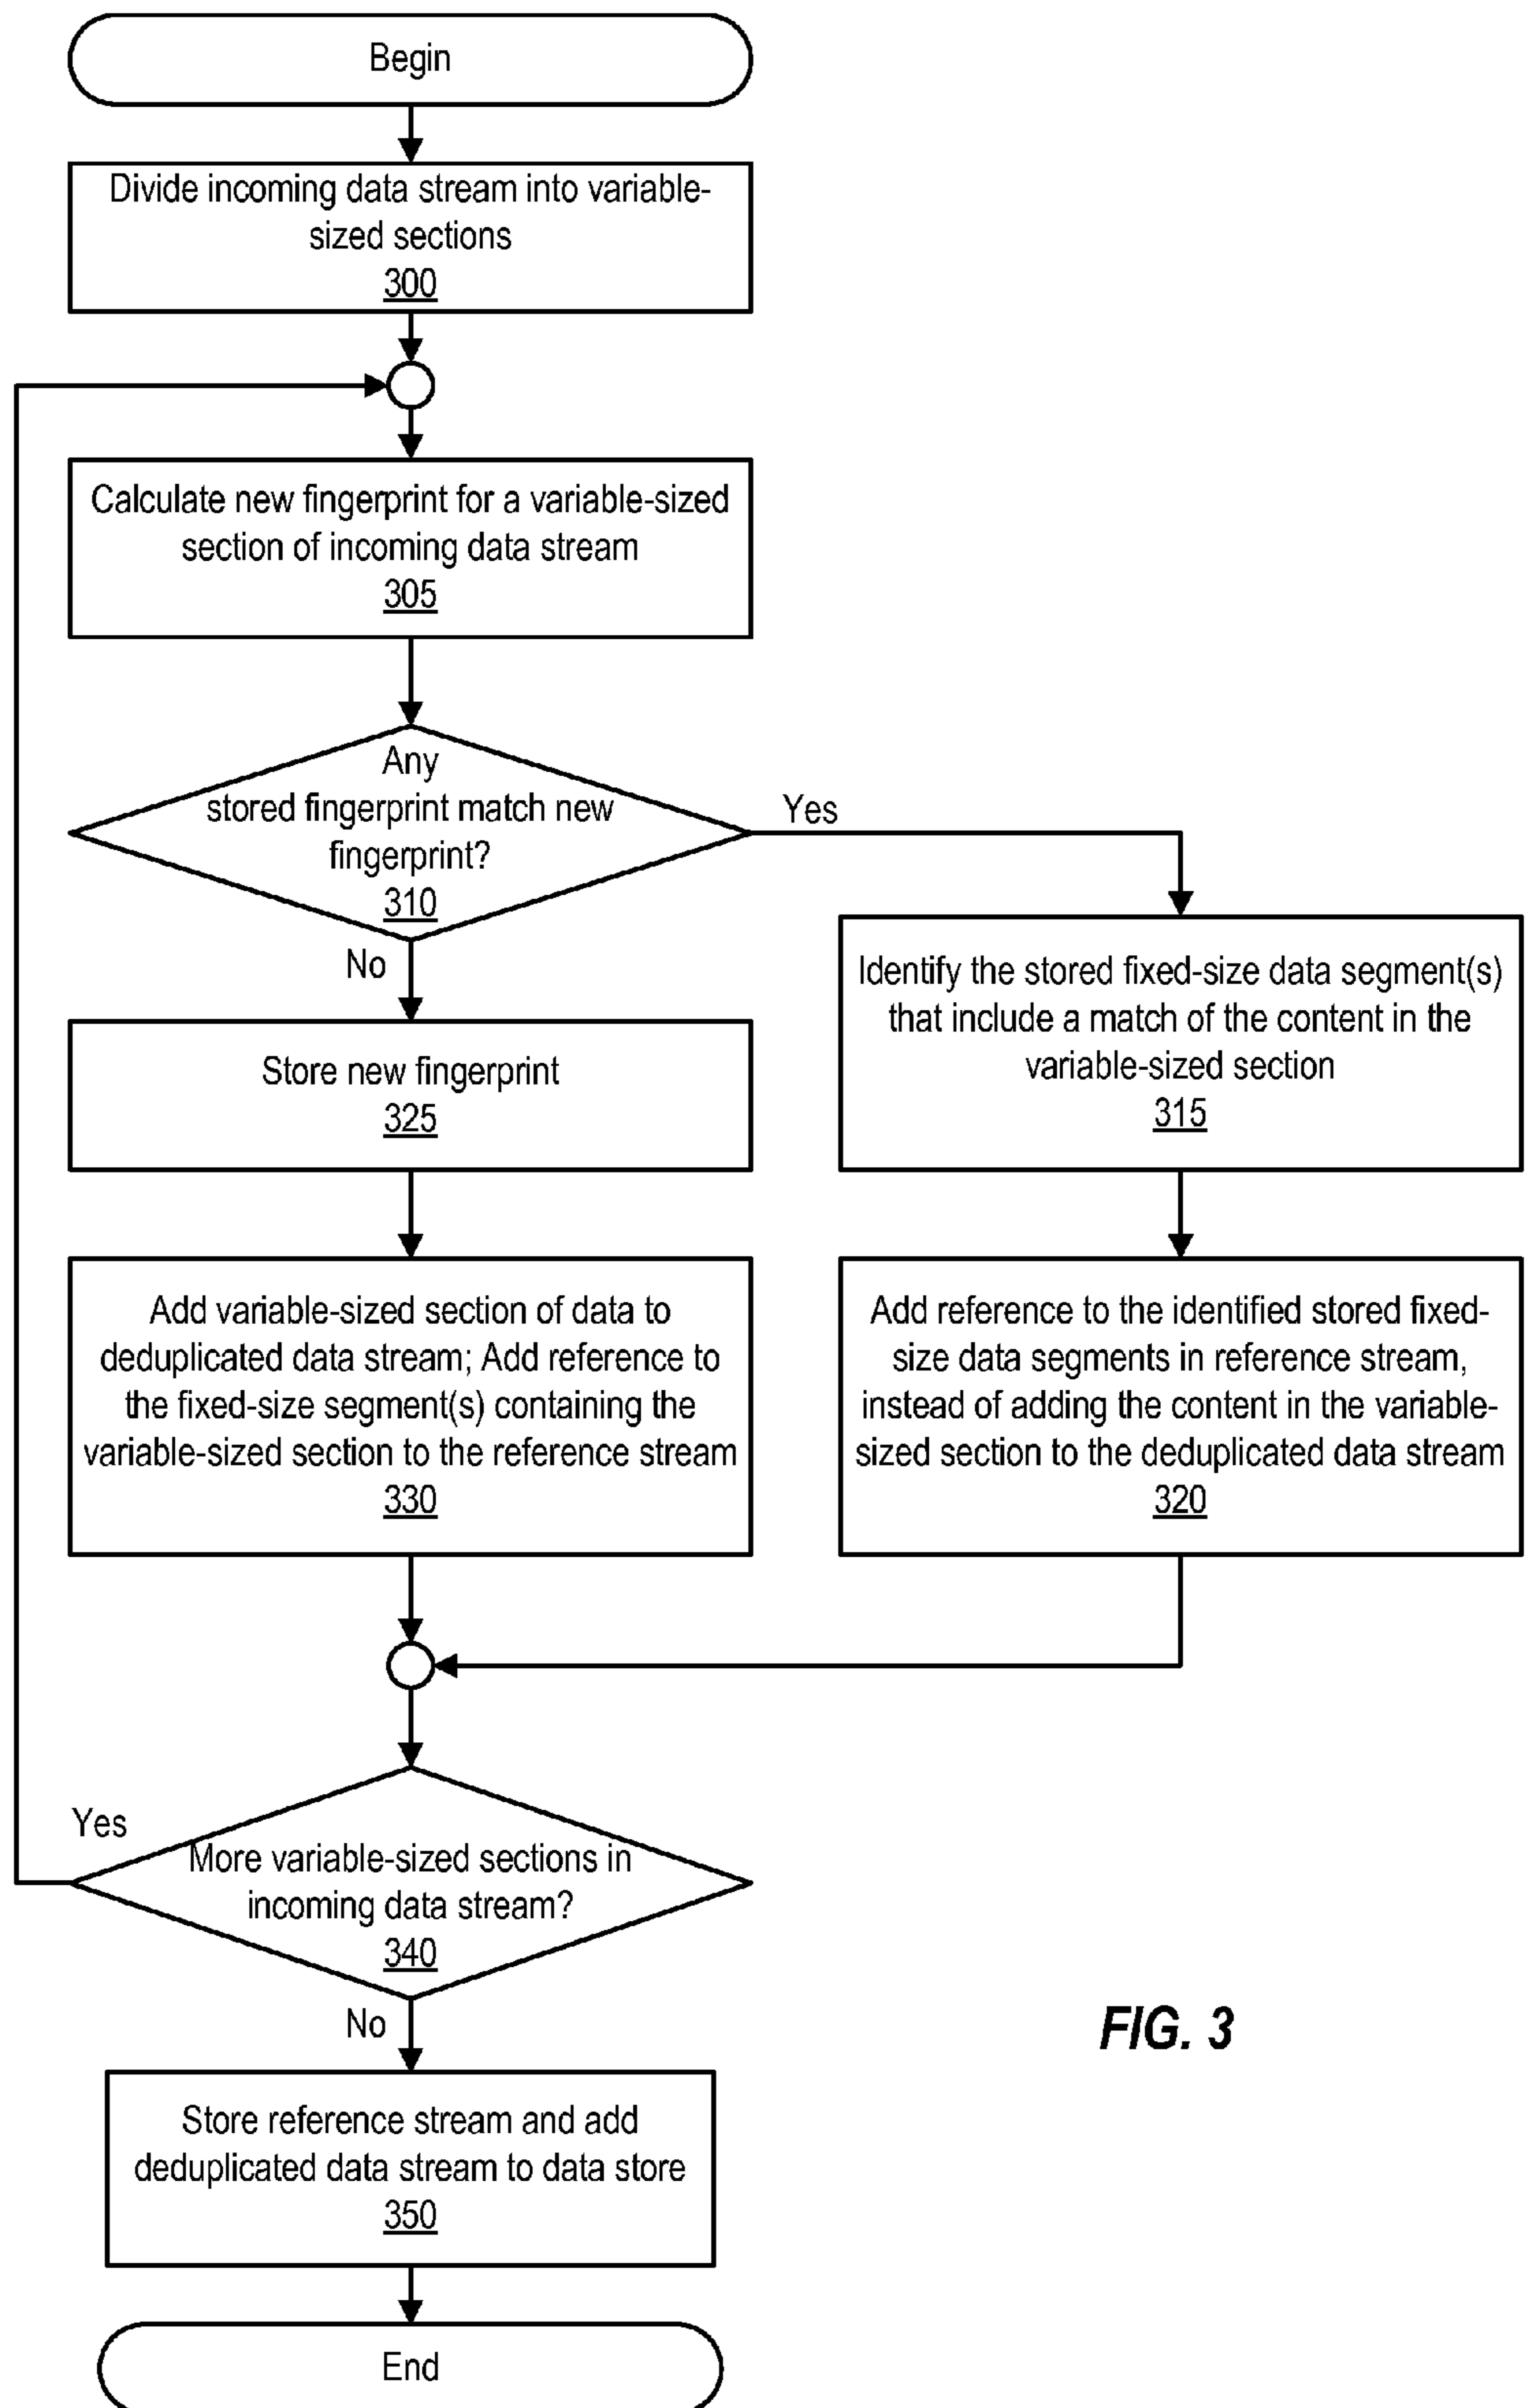 Begin
Divide incoming data stream into variable-
sized sections
300
Calculate new fingerprint for a variable-sized
section of incoming data stream
305
Any
stored fingerprint match new
fingerprint?
310
Yes
No
Identify the stored fixed-size data segment(s)
that include a match of the content in the
variable-sized section
315
Store new fingerprint
325
Add variable-sized section of data to
deduplicated data stream; Add reference to
the fixed-size segment(s) containing the
variable-sized section to the reference stream
330
Add reference to the identified stored fixed-
size data segments in reference stream,
instead of adding the content in the variable-
sized section to the deduplicated data stream
320
Yes
More variable-sized sections in
incoming data stream?
340
No
FIG. 3
Store reference stream and add
deduplicated data stream to data store
350
End